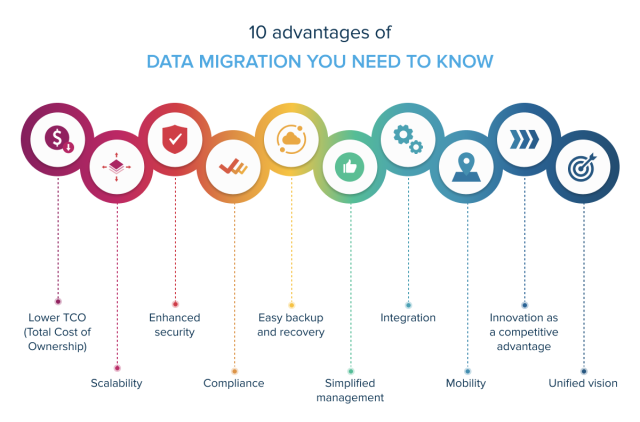 10 advantages of
DATA MIGRATION YOU NEED TO KNOW
$
Lower TCO
(Total Cost of
Ownership)
Scalability
Enhanced
security
Compliance
Easy backup
and recovery
Simplified
management
Integration
Mobility
Innovation as
a competitive
advantage
Unified vision